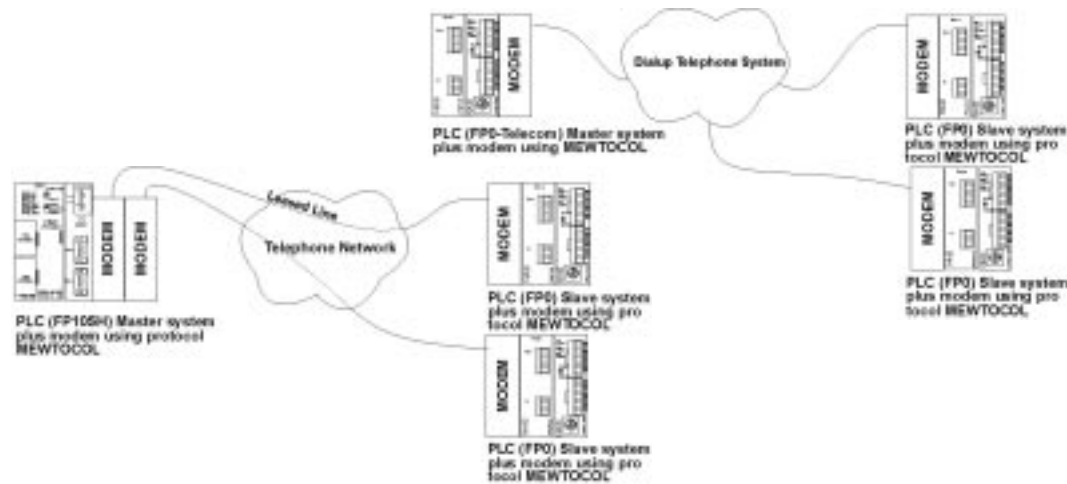 MODEM
Dialup Telephone System
MODEM
PLC (FP0-Telecom) Master system
plus modem using MEWTOCOL
PLC (FP0) Slave system
plus modem using pro
tocol MEWTOCOL
MODEM
PLC (FP0) Slave system
plus modem using pro
tocol MEWTOCOL
MODEM
MODEM
Leased Line
Telephone Network
MODEM
PLC (FP10SH) Master system
plus modem using protocol
MEWTOCOL
PLC (FP0) Slave system
plus modem using pro
tocol MEWTOCOL
MODEM
PLC (FP0) Slave system
plus modem using pro
tocol MEWTOCOL